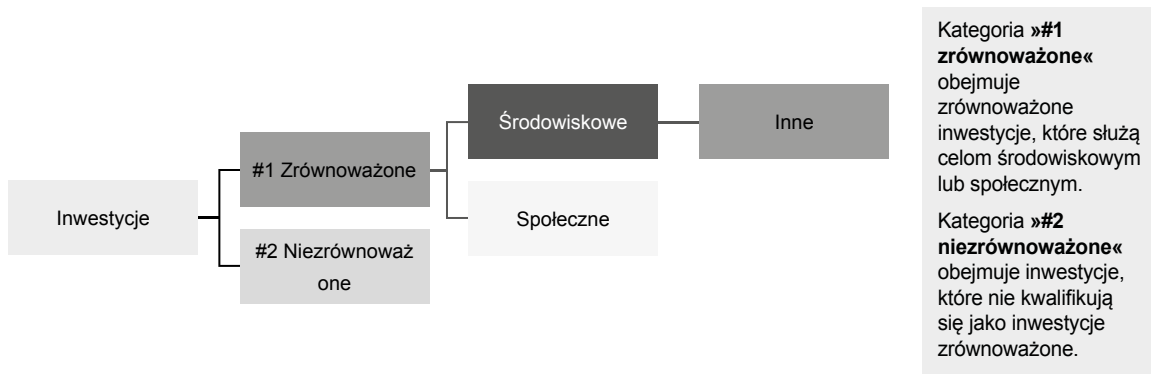 Inwestycje
#1 Zrównoważone
#2 Niezrównoważ
one
Środowiskowe
Społeczne
Inne
Kategoria »#1
zrównoważone«
obejmuje
zrównoważone
inwestycje, które służą
celom środowiskowym
lub społecznym.
Kategoria »#2
niezrównoważone«
obejmuje inwestycje,
które nie kwalifikują
się jako inwestycje
zrównoważone.